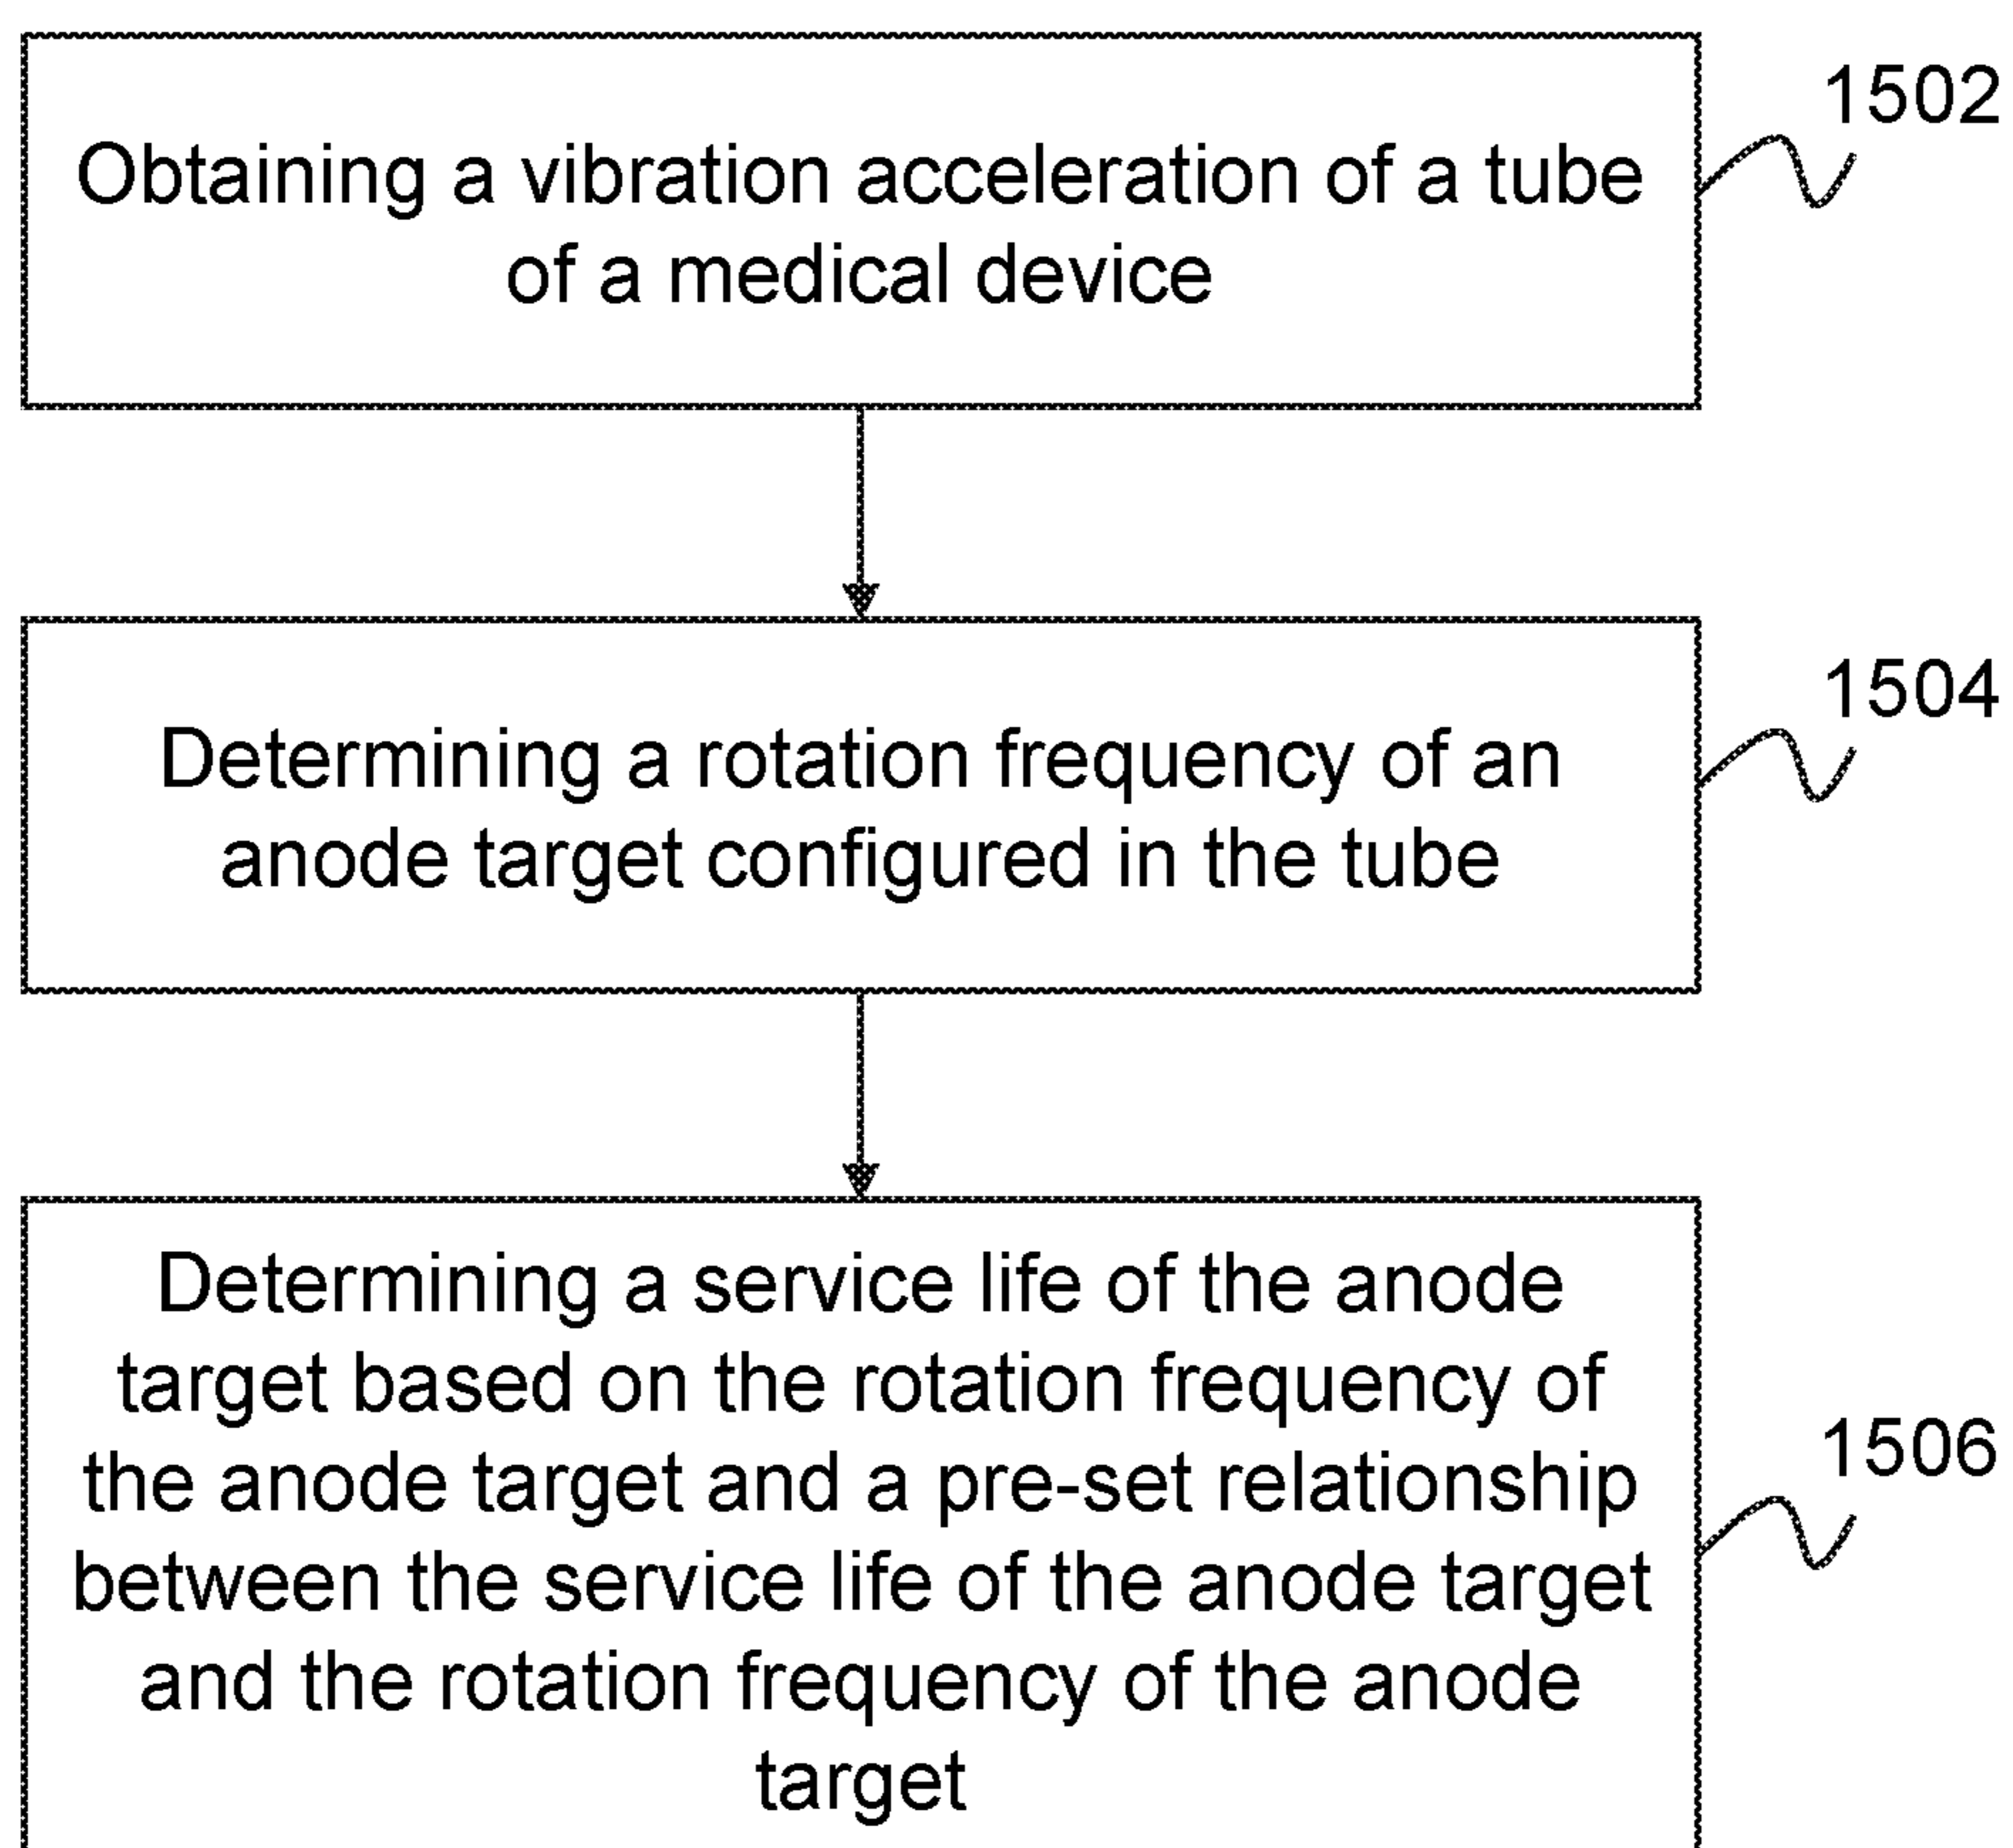 1502
Obtaining a vibration acceleration of a tube
of a medical device
1504
Determining a rotation frequency of an
anode target configured in the tube
Determining a service life of the anode
target based on the rotation frequency of
the anode target and a pre-set relationship
1506
between the service life of the anode target
and the rotation frequency of the anode
target